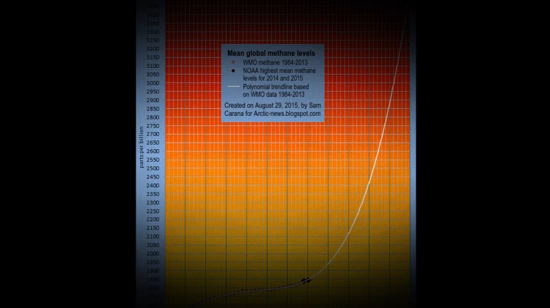 Mean global methane levels
WMO methane 1984-2013
NOAA highest mean methane
levels for 2014 and 2015
Polynomial trendline based
on WMO data 1984-2013
Created on August 29, 2015, by Sam
Carana for Arctic-news.blogspot.com
parts per billion
3100
3050
3000
2950
2900
2850
2800
2750
2700
2650
2600
2550
2500
2450
2400
2350
2300
2250
2200
2150
2100
2050
2000
1950
1900